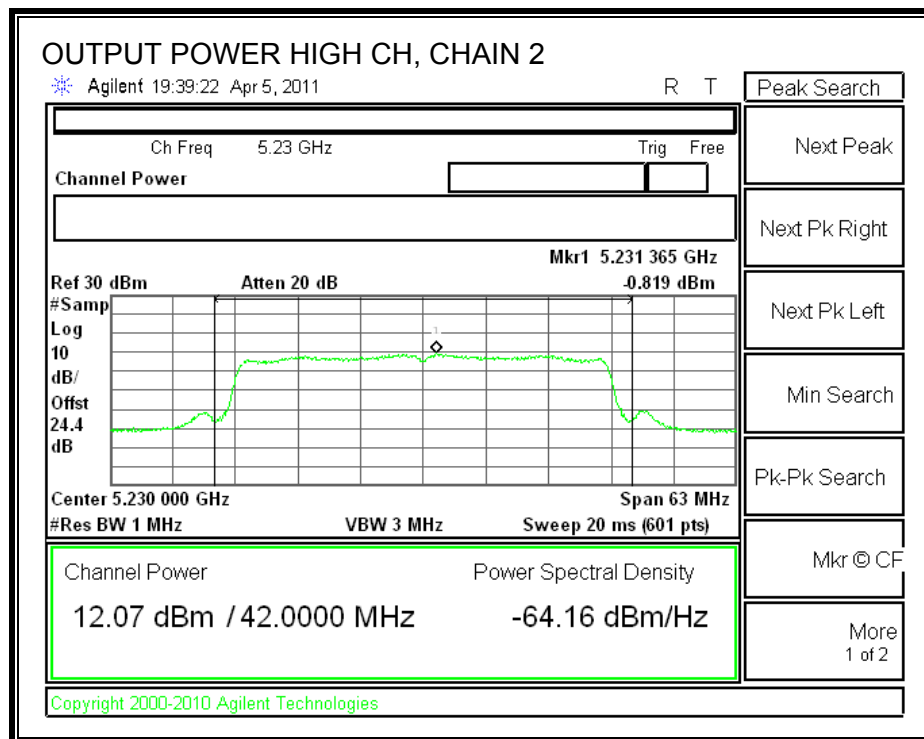 OUTPUT POWER HIGH CH, CHAIN 2
Agilent 19:39:22 Apr 5, 2011 R T
Peak Search
Ch Freq 5.23 GHz Trig Free
Next Peak
Channel Power
Next Pk Right
Mkr1 5.231 365 GHz
Ref 30 dBm Atten 20 dB -0.819 dBm
#Samp
Log
10
dB/
Offst
24.4
dB
1
Next Pk Left
Min Search
Pk-Pk Search
Center 5.230 000 GHz Span 63 MHz
#Res BW 1 MHz VBW 3 MHz Sweep 20 ms (601 pts)
Mkr © CF
Channel Power Power Spectral Density
12.07 dBm / 42.0000 MHz -64.16 dBm/Hz
More
1 of 2
Copyright 2000-2010 Agilent Technologies